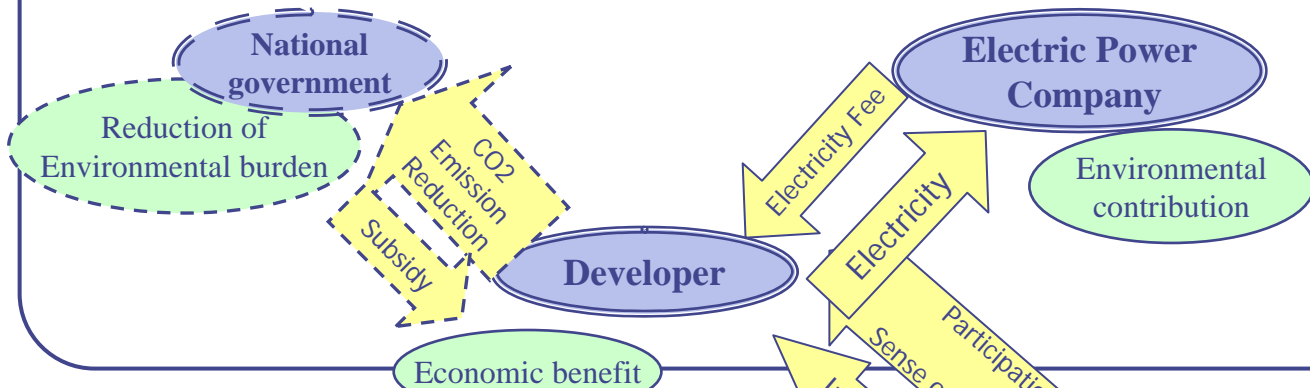 National
government
Reduction of
Environmental burden
CO2
Emission
Reduction
Subsidy
Developer
Economic benefit
Electric Power
Company
Environmental
contribution
Electricity Fee
Electricity
Participation
Sense